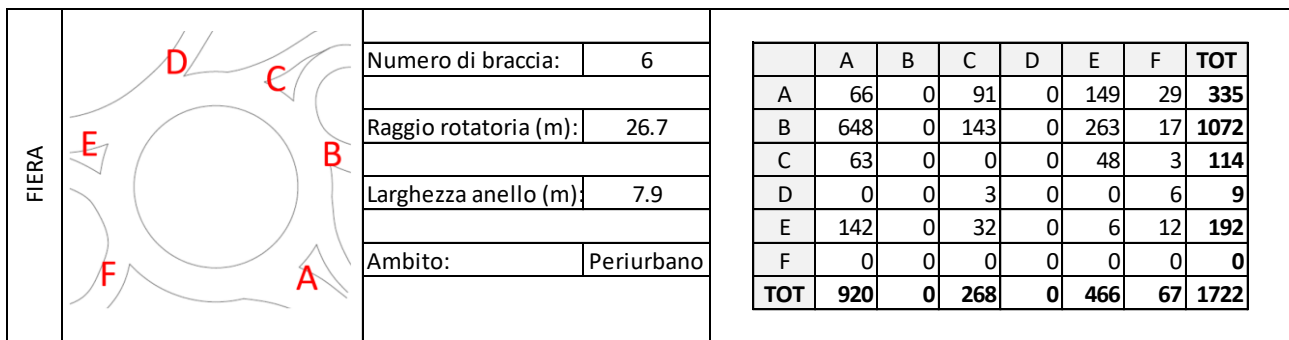 FIERA
D
C
E
B
F
A
Numero di braccia: 6
Raggio rotatoria (m): 26.7
Larghezza anello (m): 7.9
Ambito: Periurbano
A B C D E F TOT
A 66 0 91 0 149 29 335
B 648 0 143 0 263 17 1072
C 63 0 0 0 48 3 114
D 0 0 3 0 0 6 9
E 142 0 32 0 6 12 192
F 0 0 0 0 0 0 0
TOT 920 0 268 0 466 67 1722